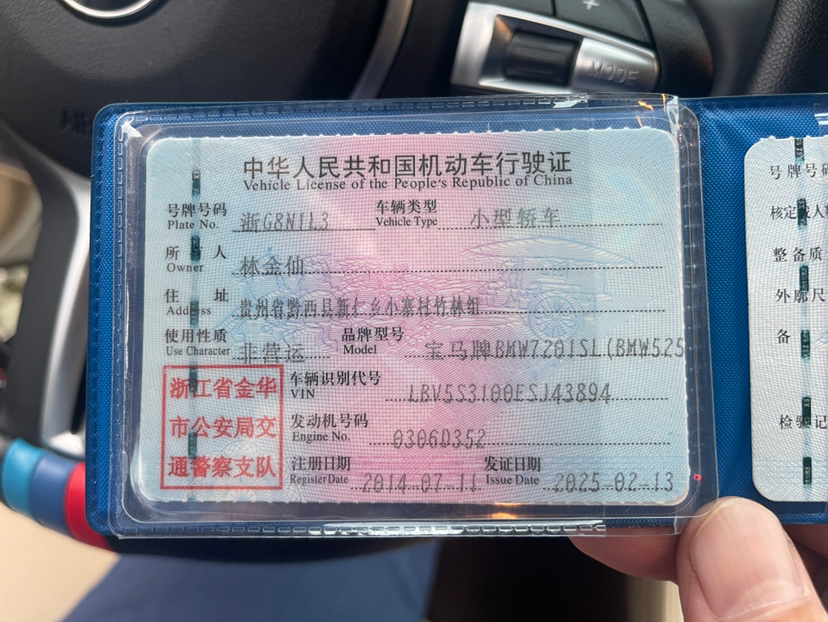 MODE
中华人民共和国机动车行驶证
Vehicle License of the People's Republic of China
号牌号码 浙G8N1L3 车辆类型 小型轿车
Plate No. Vehicle Type
所有人 林金仙
Owner
住址 贵州省黔西县新仁乡小寨村竹林组
Address
使用性质 非营运 品牌型号 宝马牌BMW7201SL(BMW525
Use Character Model
浙江省金华
市公安局交
通警察支队
车辆识别代号 LBV5S3100ESJ43894
VIN
发动机号码 0306D352
Engine No.
注册日期 2014-07-11 发证日期 2025-02-13
Register Date Issue Date
号牌号码
核定
整备质
外廓尺
备
检验记